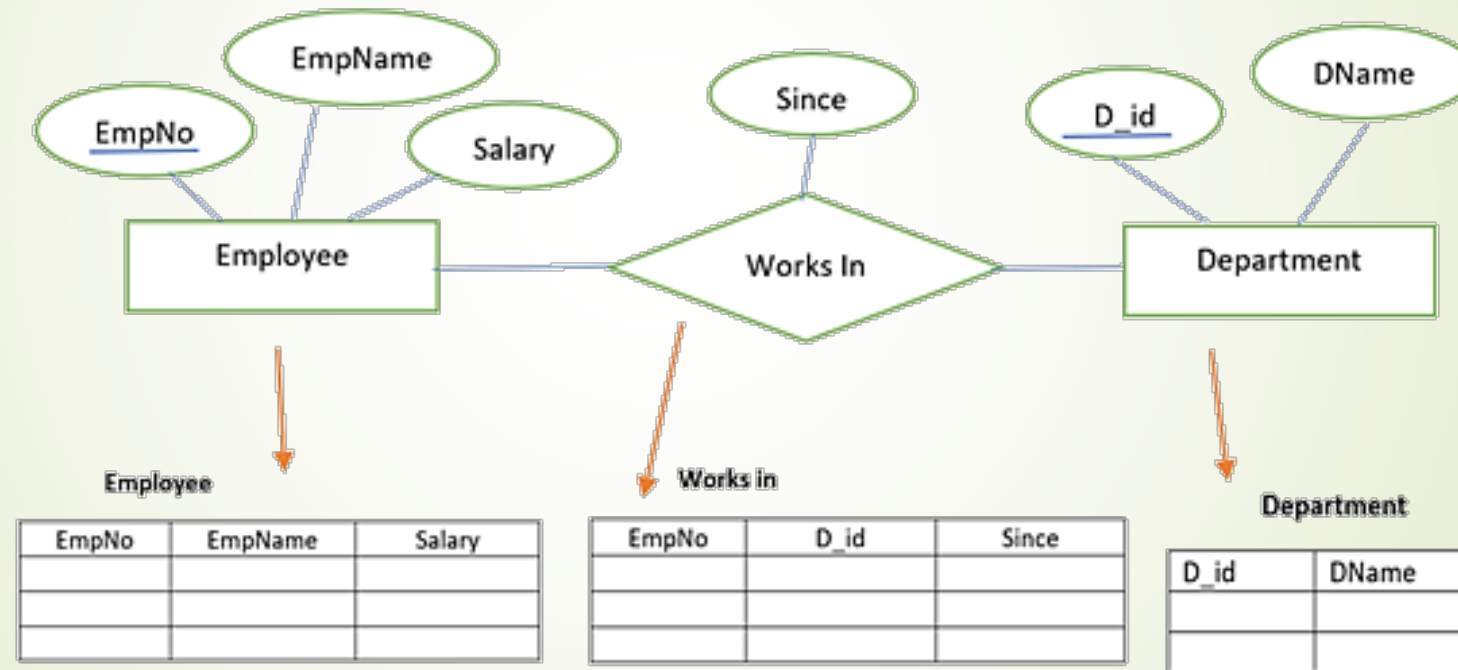 EmpName
EmpNo
Salary
Since
D_id
DName
Employee
Works In
Department
Employee
Works in
Department
EmpNo EmpName Salary
EmpNo D_id Since
D_id DName